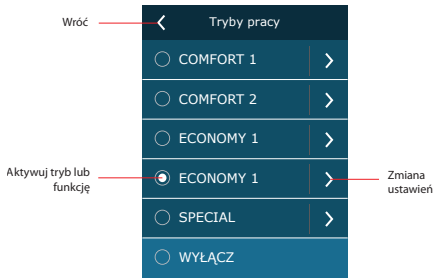 Wróć
Tryby pracy
COMFORT 1
COMFORT 2
ECONOMY 1
Aktywuj tryb lub
funkcję
ECONOMY 1
Zmiana
ustawień
SPECIAL
WYŁĄCZ